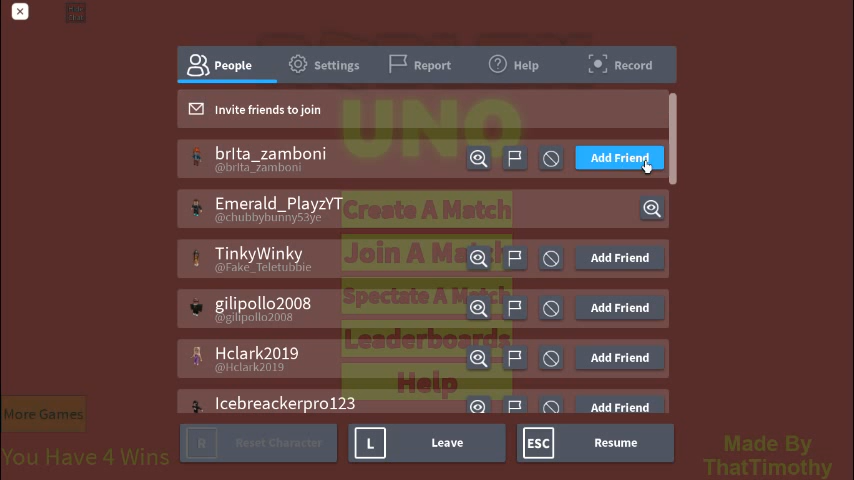 People
Settings
Report
Help
Record
Invite friends to join
UNO
brIta_zamboni
@brIta_zamboni
Add Friend
Emerald_PlayzYT
@chubbybunny53ye
Create A Match
TinkyWinky
@Fake_Teletubbie
Join A Match
Add Friend
gilipollo2008
@gilipollo2008
Spectate A Match
Add Friend
Hclark2019
@Hclark2019
Leaderboards
Add Friend
Help
Icebreackerpro123
Add Friend
More Games
R Reset Character
L Leave
ESC Resume
You Have 4 Wins
Made By
ThatTimothy